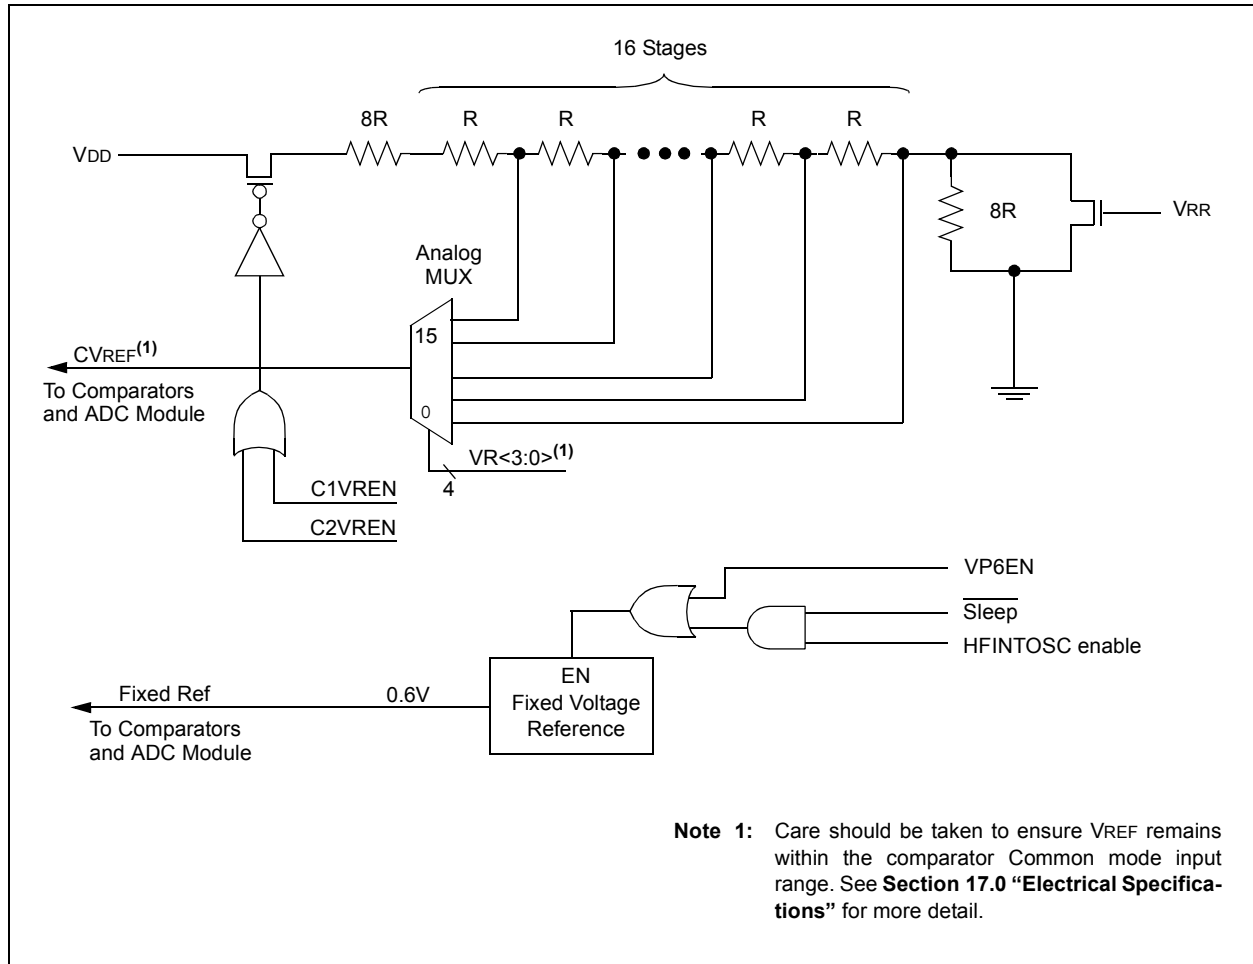 16 Stages
8R R R R R
VDD
8R
VRR
Analog
MUX
15
CVREF(1)
To Comparators
and ADC Module
0
VR<3:0>(1)
4
C1VREN
C2VREN
VP6EN
Sleep
HFINTOSC enable
EN
Fixed Ref
0.6V
Fixed Voltage
Reference
To Comparators
and ADC Module
Note 1: Care should be taken to ensure VREF remains
within the comparator Common mode input
range. See Section 17.0 “Electrical Specifica-
tions” for more detail.